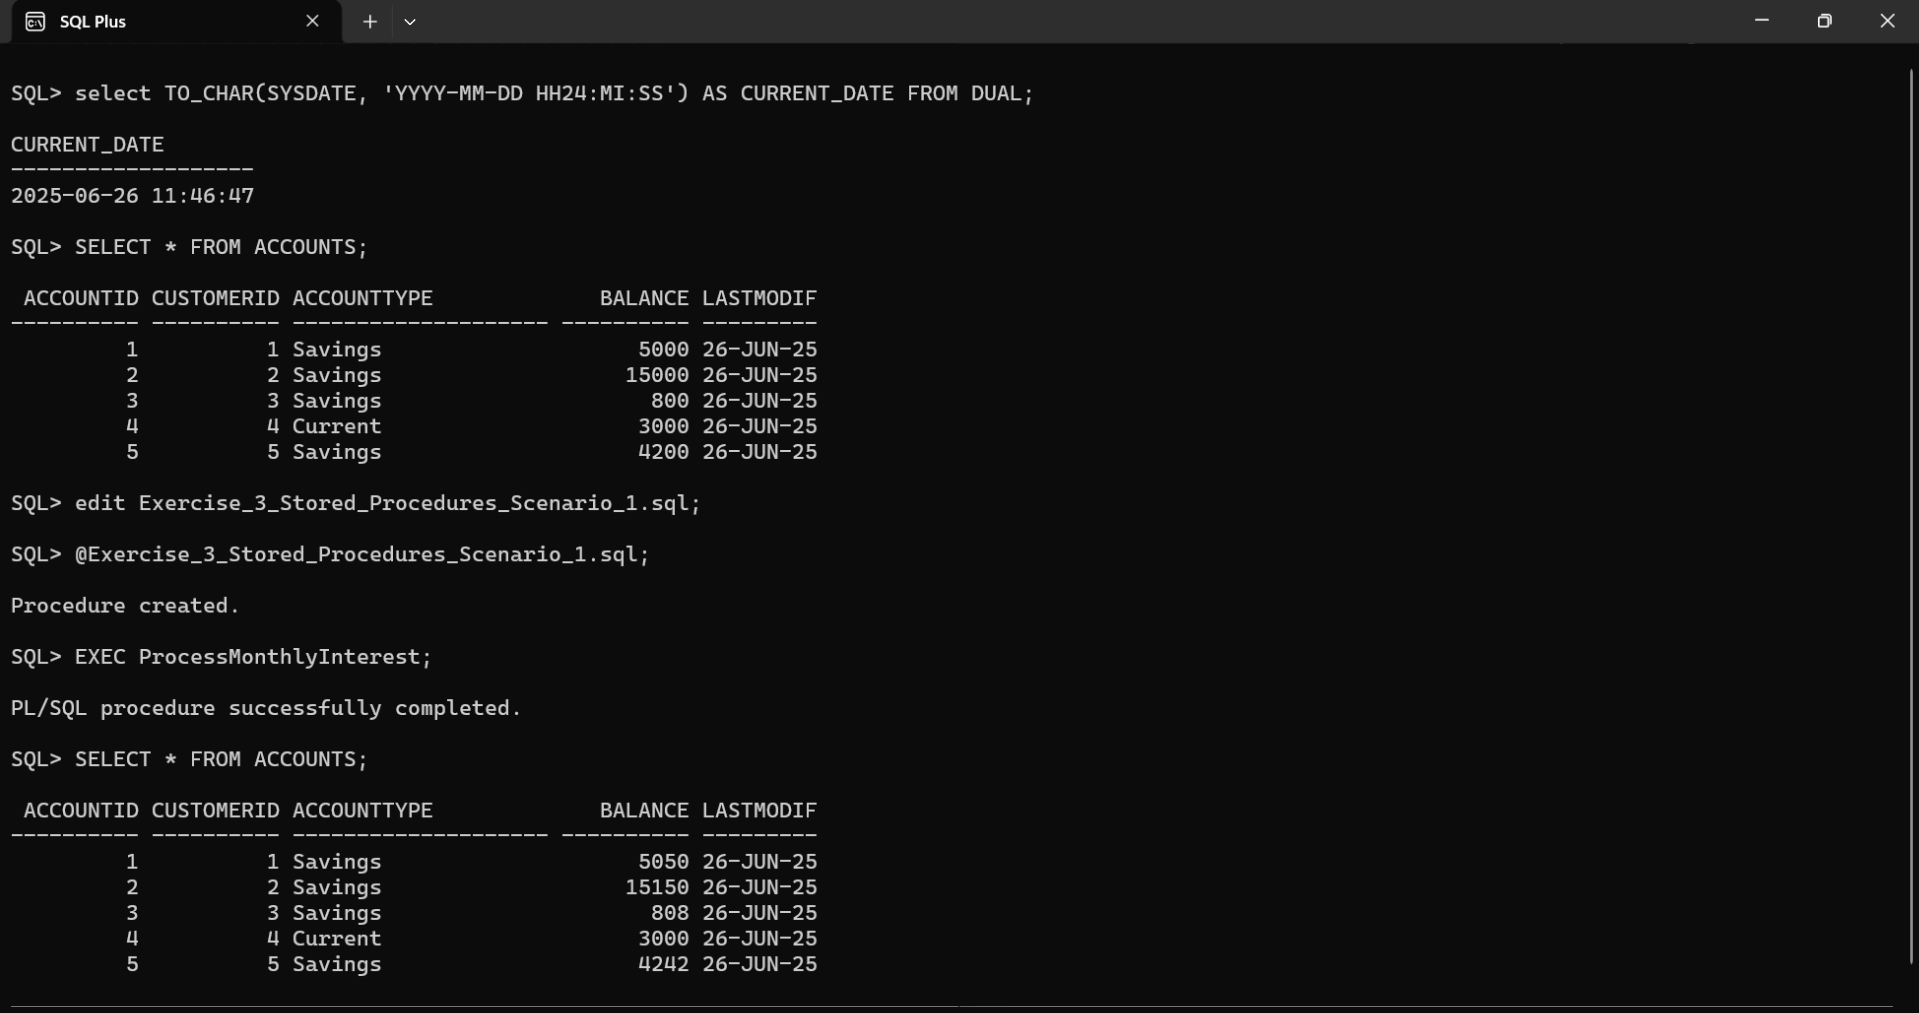 SQL Plus
SQL> select TO_CHAR(SYSDATE, 'YYYY-MM-DD HH24:MI:SS') AS CURRENT_DATE FROM DUAL;
CURRENT_DATE
-------------------
2025-06-26 11:46:47
SQL> SELECT * FROM ACCOUNTS;
 ACCOUNTID CUSTOMERID ACCOUNTTYPE             BALANCE LASTMODIF
---------- ---------- -------------------- ---------- ---------
         1          1 Savings                    5000 26-JUN-25
         2          2 Savings                   15000 26-JUN-25
         3          3 Savings                     800 26-JUN-25
         4          4 Current                    3000 26-JUN-25
         5          5 Savings                    4200 26-JUN-25
SQL> edit Exercise_3_Stored_Procedures_Scenario_1.sql;
SQL> @Exercise_3_Stored_Procedures_Scenario_1.sql;
Procedure created.
SQL> EXEC ProcessMonthlyInterest;
PL/SQL procedure successfully completed.
SQL> SELECT * FROM ACCOUNTS;
 ACCOUNTID CUSTOMERID ACCOUNTTYPE             BALANCE LASTMODIF
---------- ---------- -------------------- ---------- ---------
         1          1 Savings                    5050 26-JUN-25
         2          2 Savings                   15150 26-JUN-25
         3          3 Savings                     808 26-JUN-25
         4          4 Current                    3000 26-JUN-25
         5          5 Savings                    4242 26-JUN-25